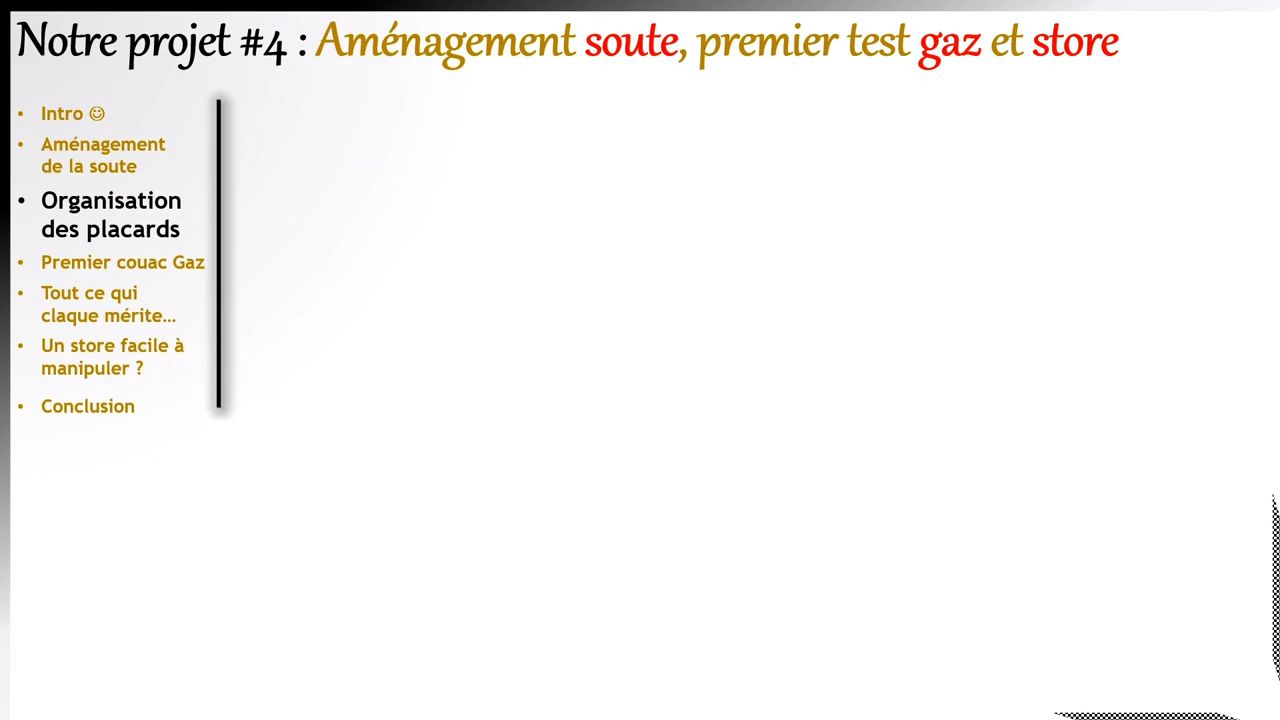 Notre projet #4 : Aménagement soute, premier test gaz et store
• Intro ☺
• Aménagement
de la soute
• Organisation
des placards
• Premier couac Gaz
• Tout ce qui
claque mérite…
• Un store facile à
manipuler ?
• Conclusion